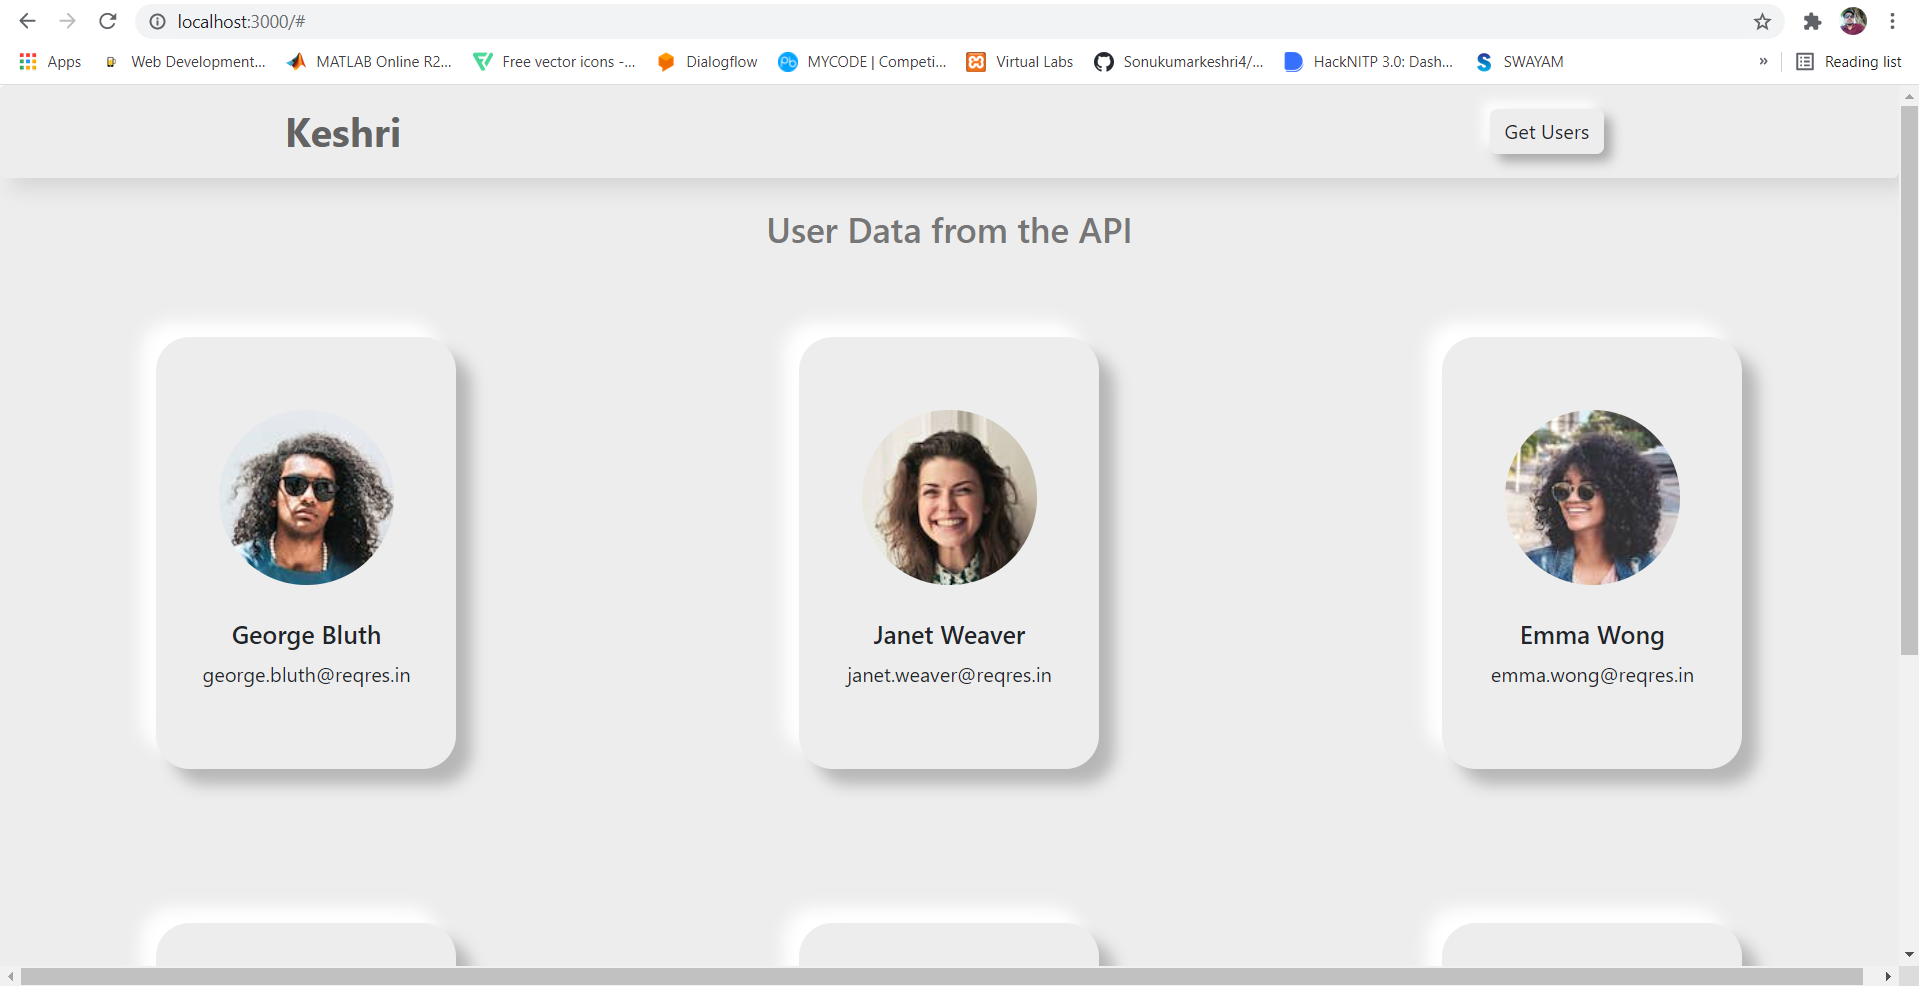 localhost:3000/#
Apps
Web Development...
MATLAB Online R2...
Free vector icons -...
Dialogflow
MYCODE | Competi...
Virtual Labs
Sonukumarkeshri4/...
HackNITP 3.0: Dash...
SWAYAM
»
Reading list
Keshri
Get Users
User Data from the API
George Bluth
george.bluth@reqres.in
Janet Weaver
janet.weaver@reqres.in
Emma Wong
emma.wong@reqres.in